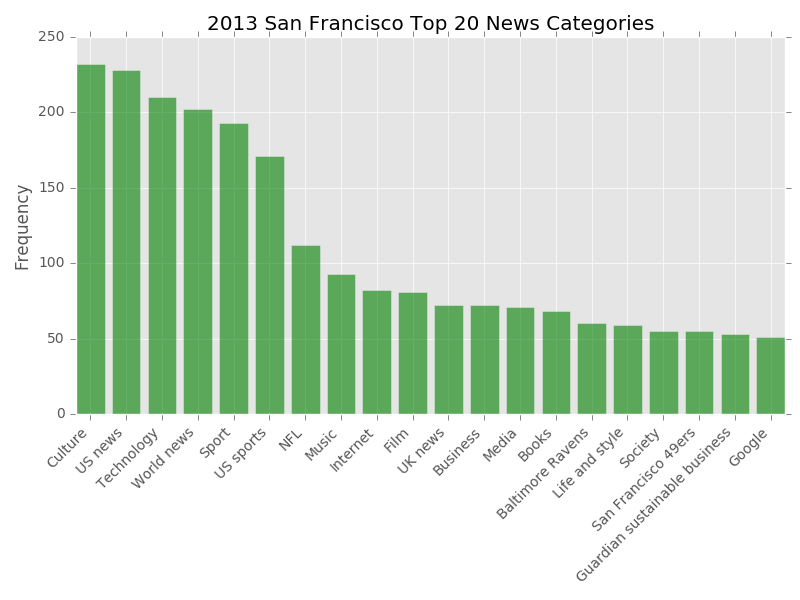 2013 San Francisco Top 20 News Categories
250
200
150
100
50
0
Frequency
Culture
US news
Technology
World news
Sport
US sports
NFL
Music
Internet
Film
UK news
Business
Media
Books
Baltimore Ravens
Life and style
Society
San Francisco 49ers
Guardian sustainable business
Google